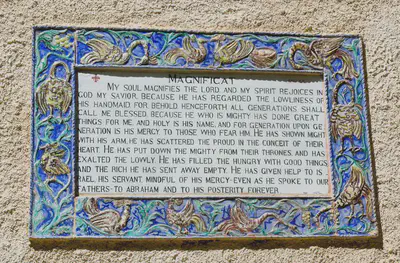 MAGNIFICAT
MY SOUL MAGNIFIES THE LORD, AND MY SPIRIT REJOICES IN
GOD MY SAVIOR, BECAUSE HE HAS REGARDED THE LOWLINESS OF
HIS HANDMAID FOR BEHOLD HENCEFORTH ALL GENERATIONS SHALL
CALL ME BLESSED, BECAUSE HE WHO IS MIGHTY HAS DONE GREAT
THINGS FOR ME, AND HOLY IS HIS NAME, AND FOR GENERATION UPON GE
NERATION IS HIS MERCY TO THOSE WHO FEAR HIM. HE HAS SHOWN MIGHT
WITH HIS ARM, HE HAS SCATTERED THE PROUD IN THE CONCEIT OF THEIR
HEART. HE HAS PUT DOWN THE MIGHTY FROM THEIR THRONES, AND HAS
EXALTED THE LOWLY. HE HAS FILLED THE HUNGRY WITH GOOD THINGS,
AND THE RICH HE HAS SENT AWAY EMPTY. HE HAS GIVEN HELP TO IS
RAEL, HIS SERVANT, MINDFUL OF HIS MERCY-EVEN AS HE SPOKE TO OUR
FATHERS-TO ABRAHAM AND TO HIS POSTERITY FOREVER